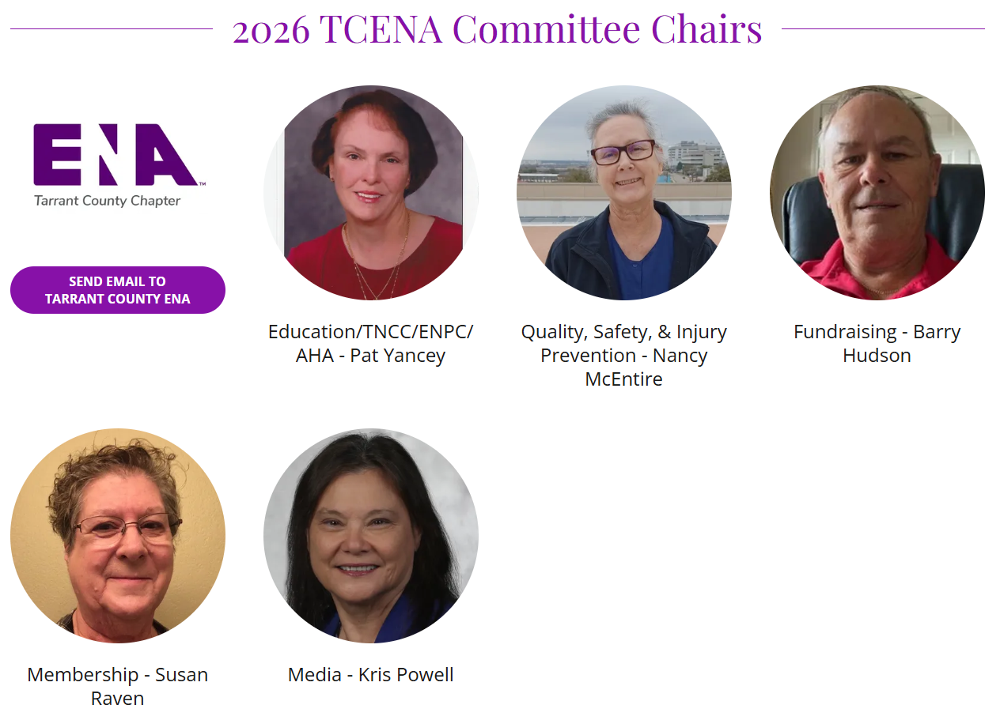 2026 TCENA Committee Chairs
ENA™
Tarrant County Chapter
SEND EMAIL TO
TARRANT COUNTY ENA
Education/TNCC/ENPC/
AHA - Pat Yancey
Quality, Safety, & Injury
Prevention - Nancy
McEntire
Fundraising - Barry
Hudson
Membership - Susan
Raven
Media - Kris Powell